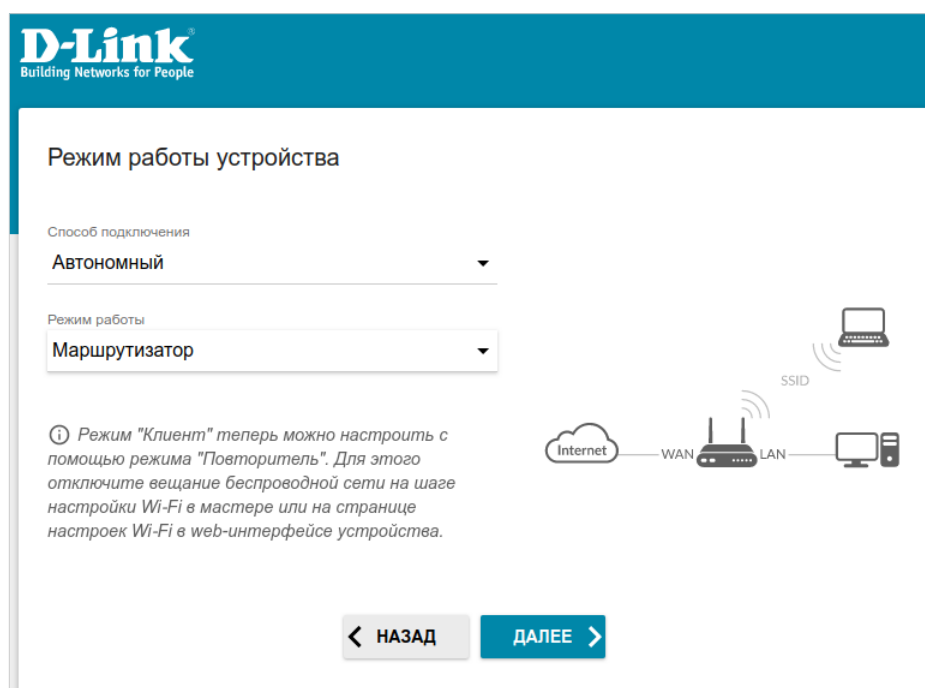 D-Link®
Building Networks for People
Режим работы устройства
Способ подключения
Автономный
Режим работы
Маршрутизатор
Режим "Клиент" теперь можно настроить с
помощью режима "Повторитель". Для этого
отключите вещание беспроводной сети на шаге
настройки Wi-Fi в мастере или на странице
настроек Wi-Fi в web-интерфейсе устройства.
SSID
Internet
WAN
LAN
НАЗАД
ДАЛЕЕ